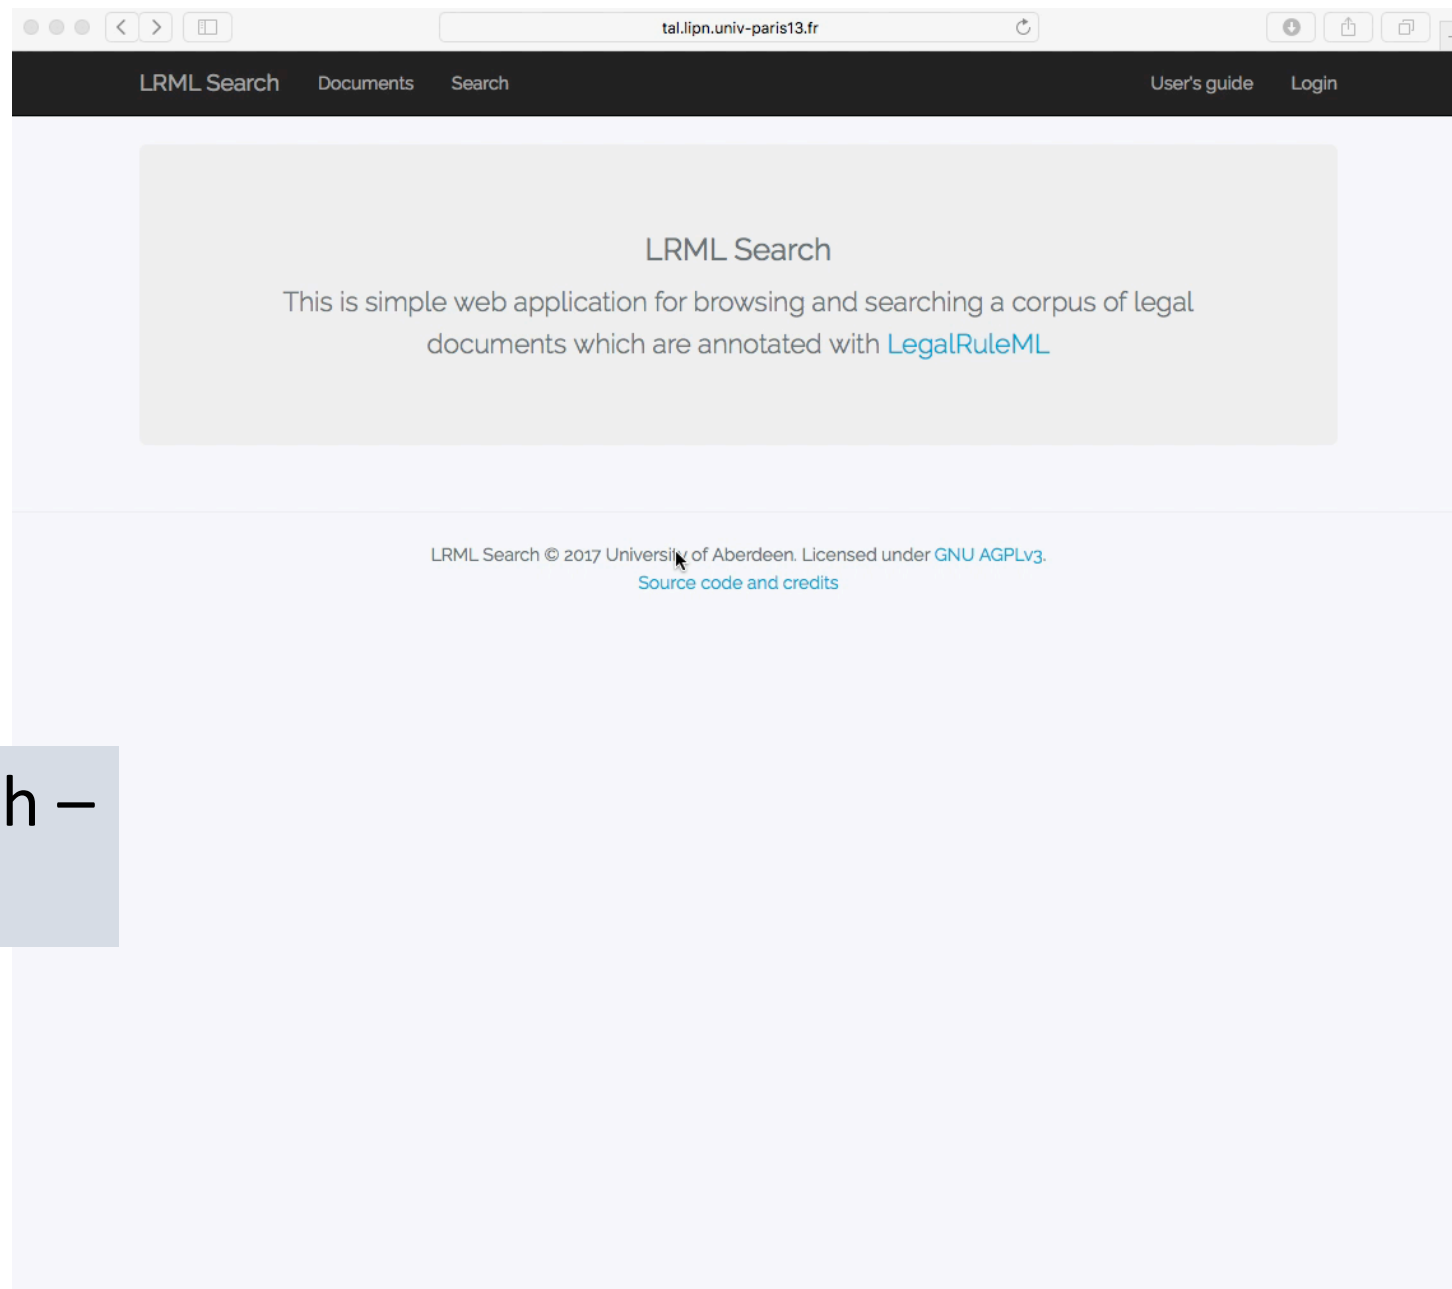 tal.lipn.univ-paris13.fr
LRML Search Documents Search User's guide Login
LRML Search
This is simple web application for browsing and searching a corpus of legal
documents which are annotated with LegalRuleML
LRML Search © 2017 University of Aberdeen. Licensed under GNU AGPLv3.
Source code and credits
h –